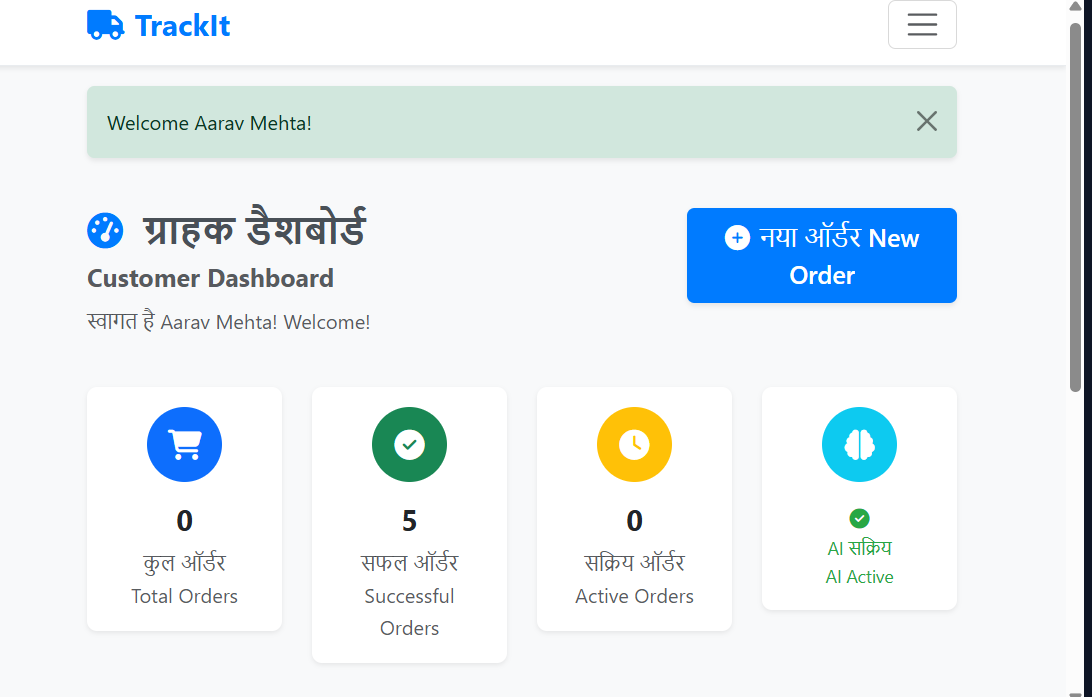 TrackIt
Welcome Aarav Mehta!
ग्राहक डैशबोर्ड
Customer Dashboard
स्वागत है Aarav Mehta! Welcome!
नया ऑर्डर New
Order
0
कुल ऑर्डर
Total Orders
5
सफल ऑर्डर
Successful
Orders
0
सक्रिय ऑर्डर
Active Orders
AI सक्रिय
AI Active